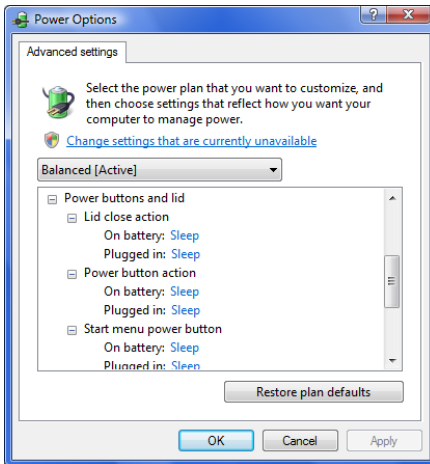 Power Options
Advanced settings
Select the power plan that you want to customize, and
then choose settings that reflect how you want your
computer to manage power.
Change settings that are currently unavailable
Balanced [Active]
Power buttons and lid
Lid close action
On battery: Sleep
Plugged in: Sleep
Power button action
On battery: Sleep
Plugged in: Sleep
Start menu power button
On battery: Sleep
Plugged in: Sleep
Restore plan defaults
OK Cancel Apply